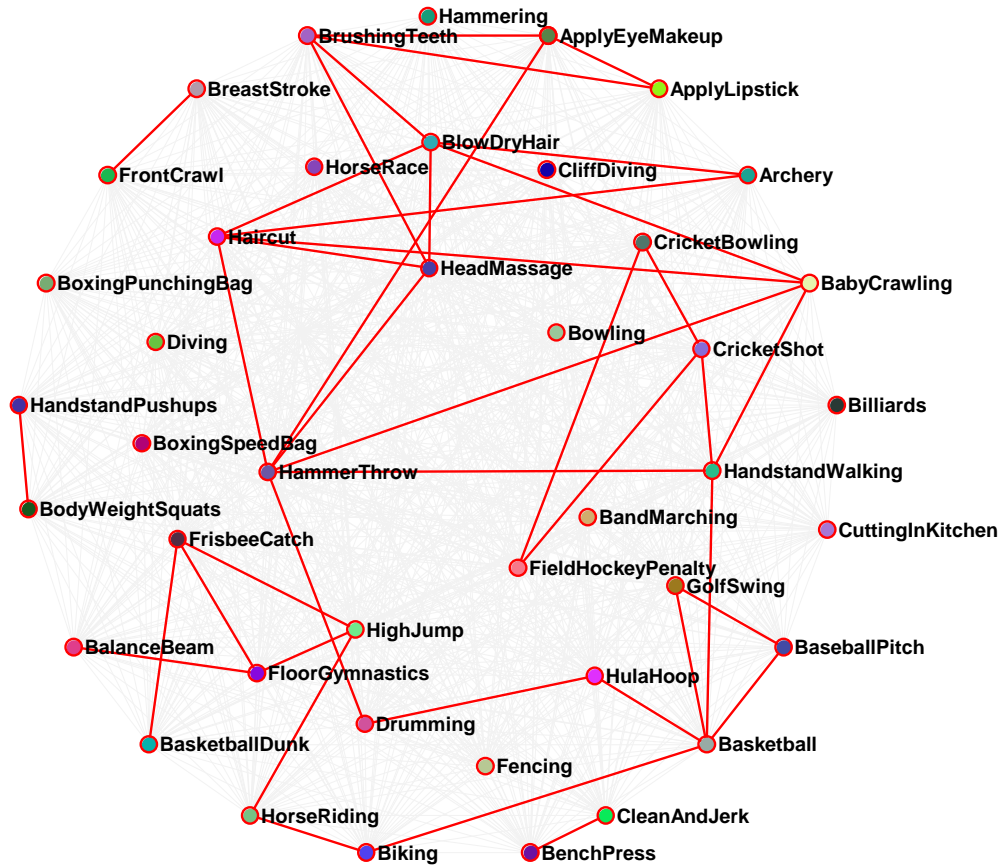 Hammering
BrushingTeeth
ApplyEyeMakeup
BreastStroke
ApplyLipstick
BlowDryHair
HorseRace
CliffDiving
FrontCrawl
Archery
Haircut
CricketBowling
HeadMassage
BoxingPunchingBag
BabyCrawling
Bowling
Diving
CricketShot
HandstandPushups
Billiards
BoxingSpeedBag
HammerThrow
HandstandWalking
BodyWeightSquats
BandMarching
CuttingInKitchen
FrisbeeCatch
FieldHockeyPenalty
GolfSwing
HighJump
BalanceBeam
BaseballPitch
FloorGymnastics
HulaHoop
Drumming
BasketballDunk
Basketball
Fencing
HorseRiding
CleanAndJerk
Biking
BenchPress